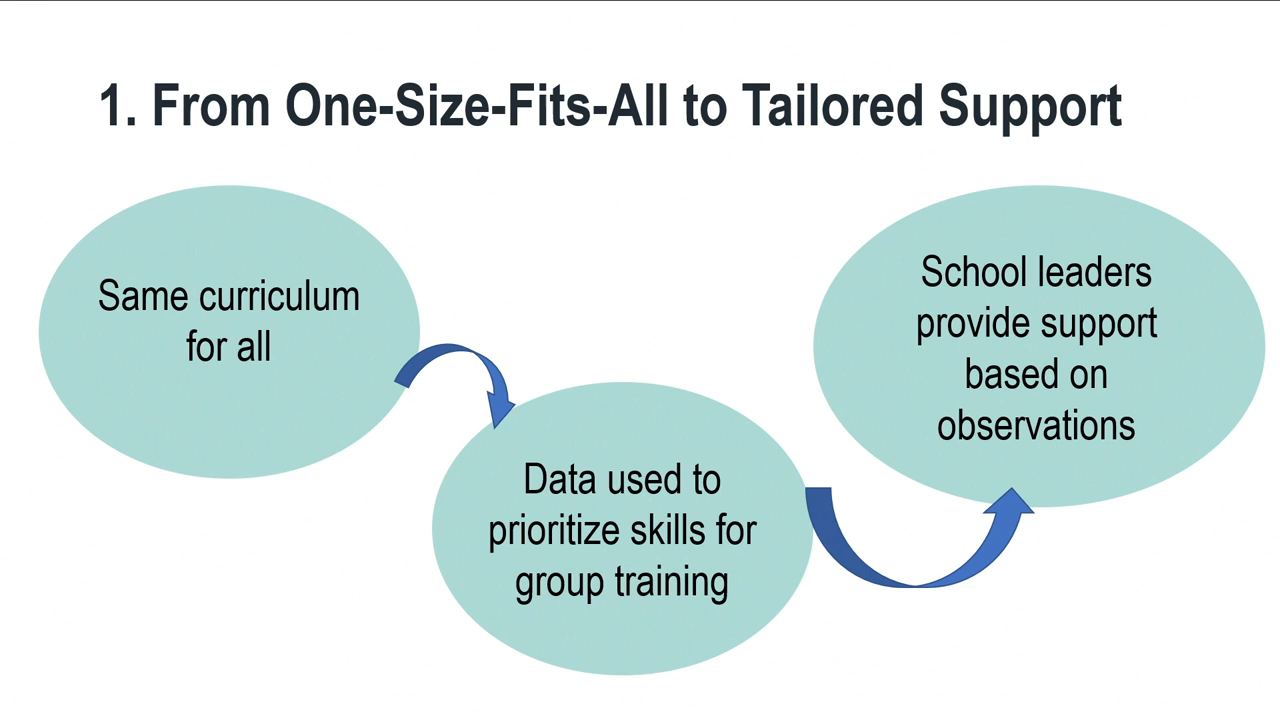 1. From One-Size-Fits-All to Tailored Support
Same curriculum
for all
Data used to
prioritize skills for
group training
School leaders
provide support
based on
observations